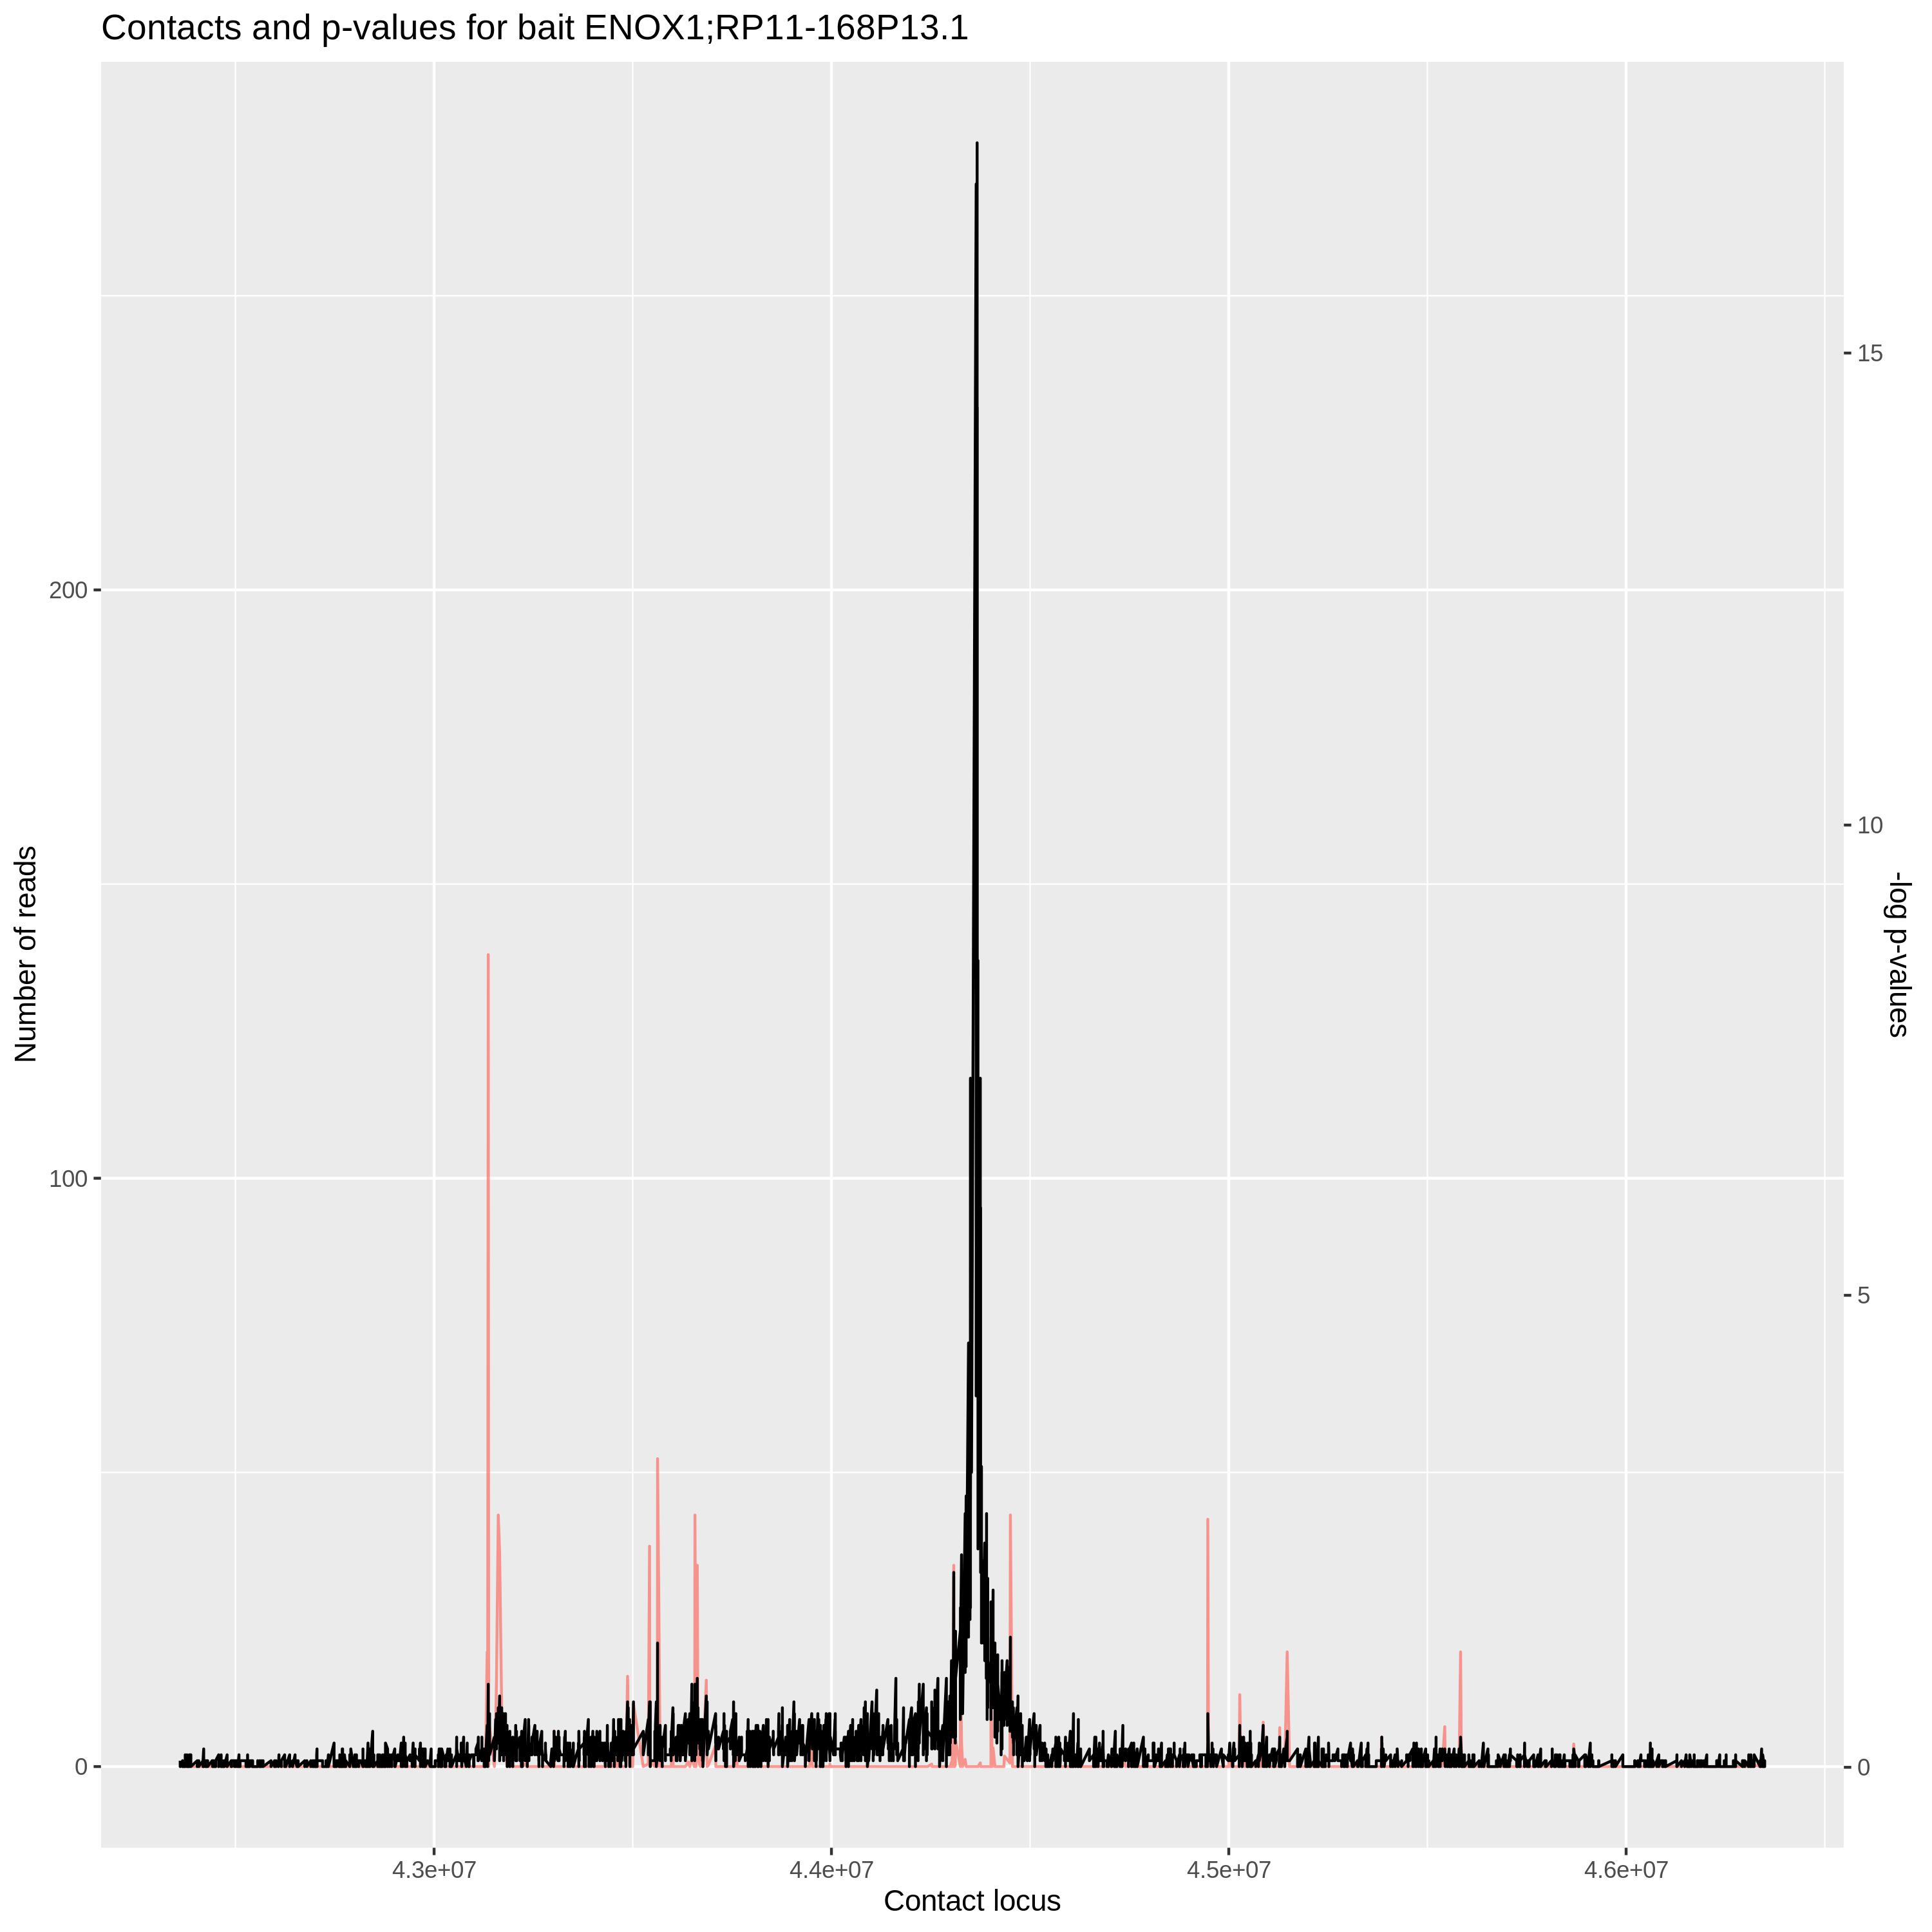 Contacts and p-values for bait ENOX1;RP11-168P13.1
Number of reads
200
100
0
15
10
5
0
-log p-values
4.3e+07
4.4e+07
4.5e+07
4.6e+07
Contact locus